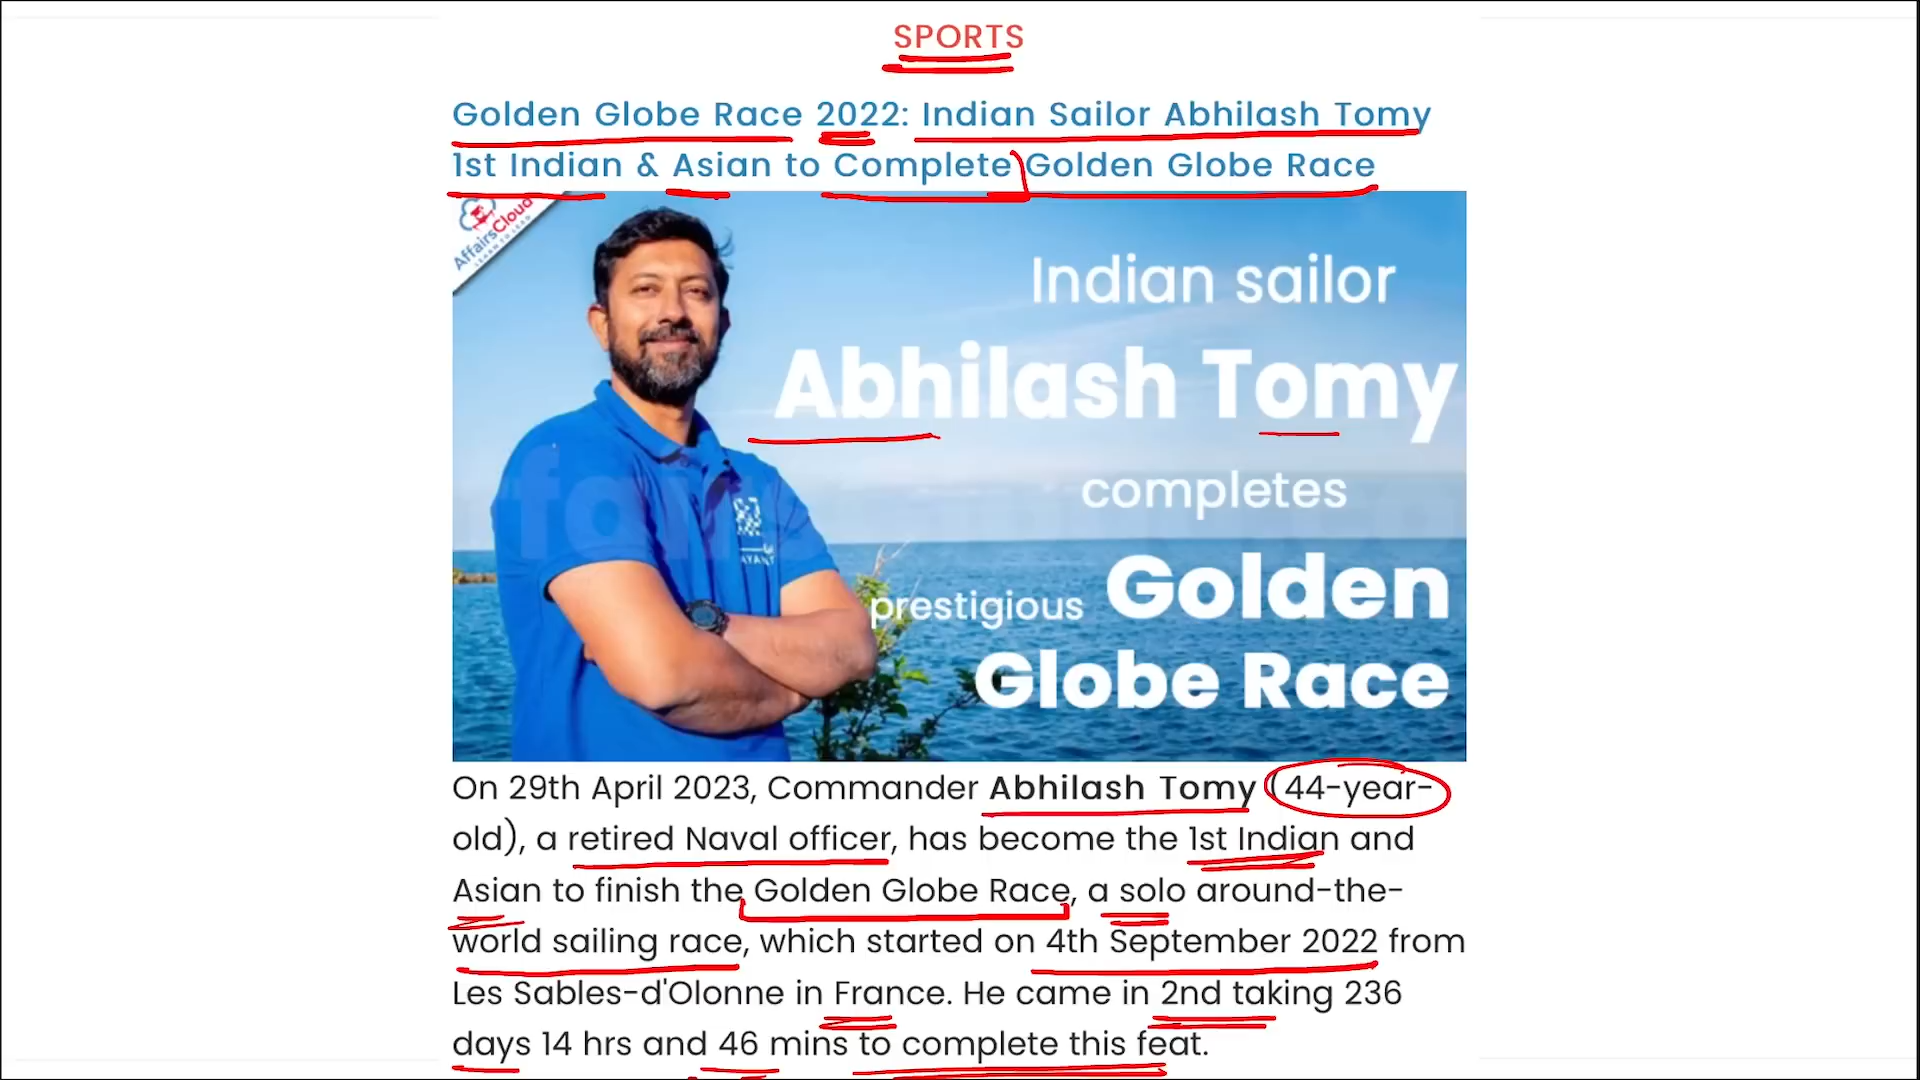 SPORTS
Golden Globe Race 2022: Indian Sailor Abhilash Tomy
1st Indian & Asian to Complete Golden Globe Race
AffairsCloud
LEARN TO LEAD
Indian sailor
Abhilash Tomy
completes
prestigious Golden
Globe Race
On 29th April 2023, Commander Abhilash Tomy (44-year-
old), a retired Naval officer, has become the 1st Indian and
Asian to finish the Golden Globe Race, a solo around-the-
world sailing race, which started on 4th September 2022 from
Les Sables-d'Olonne in France. He came in 2nd taking 236
days 14 hrs and 46 mins to complete this feat.